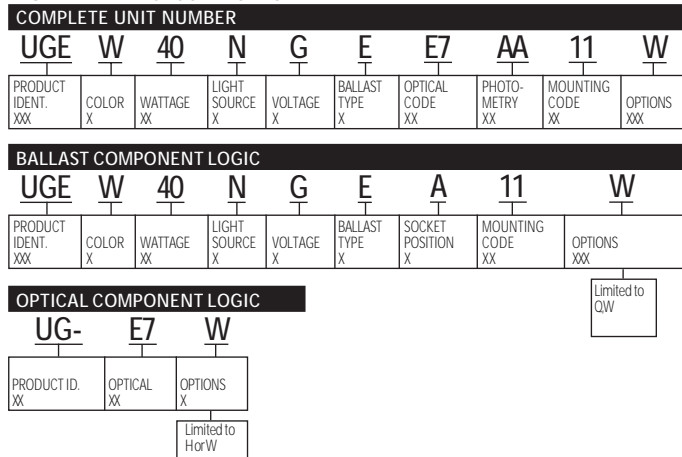 COMPLETE UNIT NUMBER
UGE W 40 N G E E7 AA 11 W
PRODUCT IDENT. XXX
COLOR X
WATTAGE XX
LIGHT SOURCE X
VOLTAGE X
BALLAST TYPE X
OPTICAL CODE XX
PHOTO- METRY XX
MOUNTING CODE XX
OPTIONS XXX
BALLAST COMPONENT LOGIC
UGE W 40 N G E A 11 W
PRODUCT IDENT. XXX
COLOR X
WATTAGE XX
LIGHT SOURCE X
VOLTAGE X
BALLAST TYPE X
SOCKET POSITION X
MOUNTING CODE XX
OPTIONS XXX
Limited to
Q,W
OPTICAL COMPONENT LOGIC
UG- E7 W
PRODUCT ID. XX
OPTICAL XX
OPTIONS X
Limited to
H or W